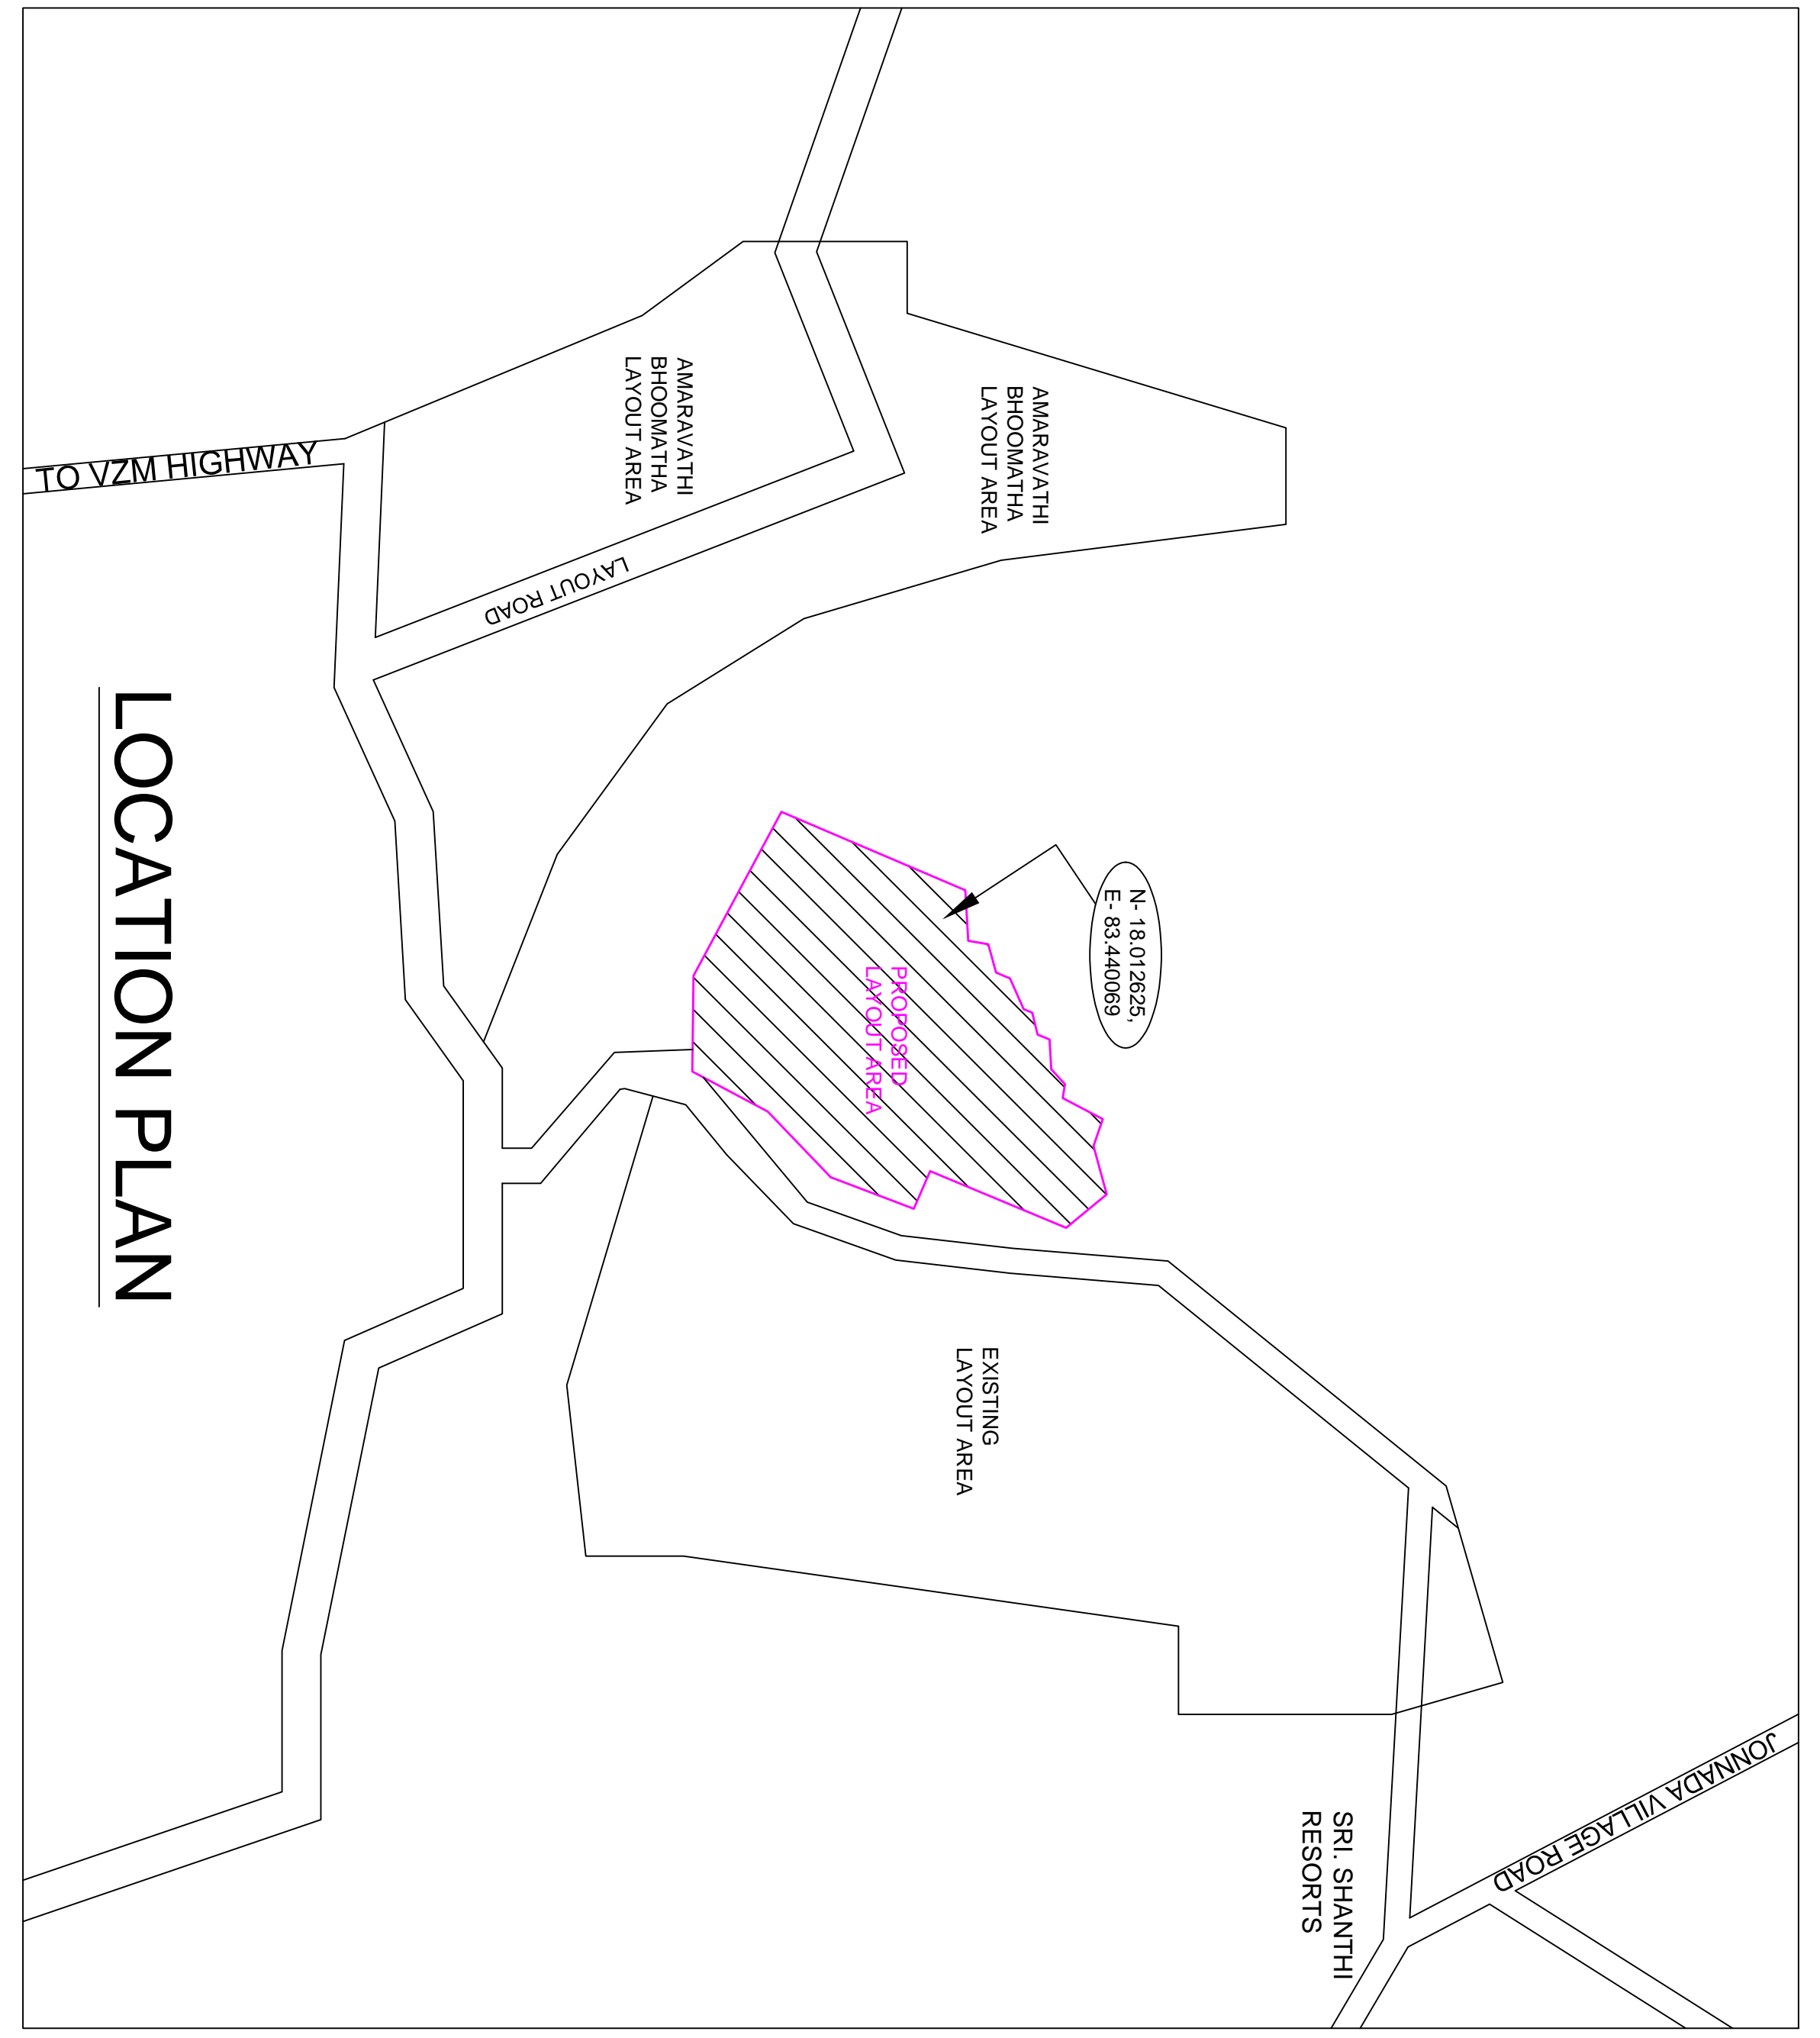 JONNADA VILLAGE ROAD
SRI. SHANTHI
RESORTS
N- 18.012625,
E- 83.440069
AMARAVATHI
BHOOMATHA
LAYOUT AREA
EXISTING
LAYOUT AREA
PROPOSED
LAYOUT AREA
AMARAVATHI
BHOOMATHA
LAYOUT AREA
LAYOUT ROAD
TO VZM HIGHWAY
LOCATION PLAN